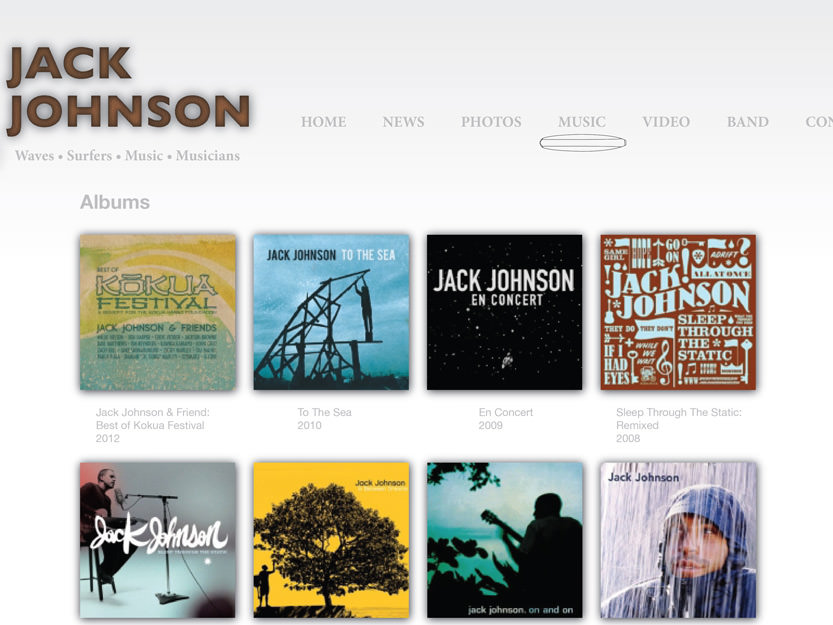 JACK
JOHNSON
Waves • Surfers • Music • Musicians
HOME NEWS PHOTOS MUSIC VIDEO BAND CON
Albums
BEST OF
KŌKUA
FESTIVAL
A BENEFIT FOR THE KOKUA HAWAII FOUNDATION
JACK JOHNSON & FRIENDS
JACK JOHNSON TO THE SEA
JACK JOHNSON
EN CONCERT
SAME
GIRL
HOPE
GO
ON
ADRIFT
ALL AT ONCE
JACK
JOHNSON
THEY DO THEY DON'T
SLEEP
THROUGH
THE
STATIC
IF I
HAD
EYES
WHILE
WE
WAIT
Jack Johnson & Friend:
Best of Kokua Festival
2012
To The Sea
2010
En Concert
2009
Sleep Through The Static:
Remixed
2008
Jack Johnson
SLEEP THROUGH THE STATIC
Jack Johnson
In Between Dreams
jack johnson. on and on
Jack Johnson